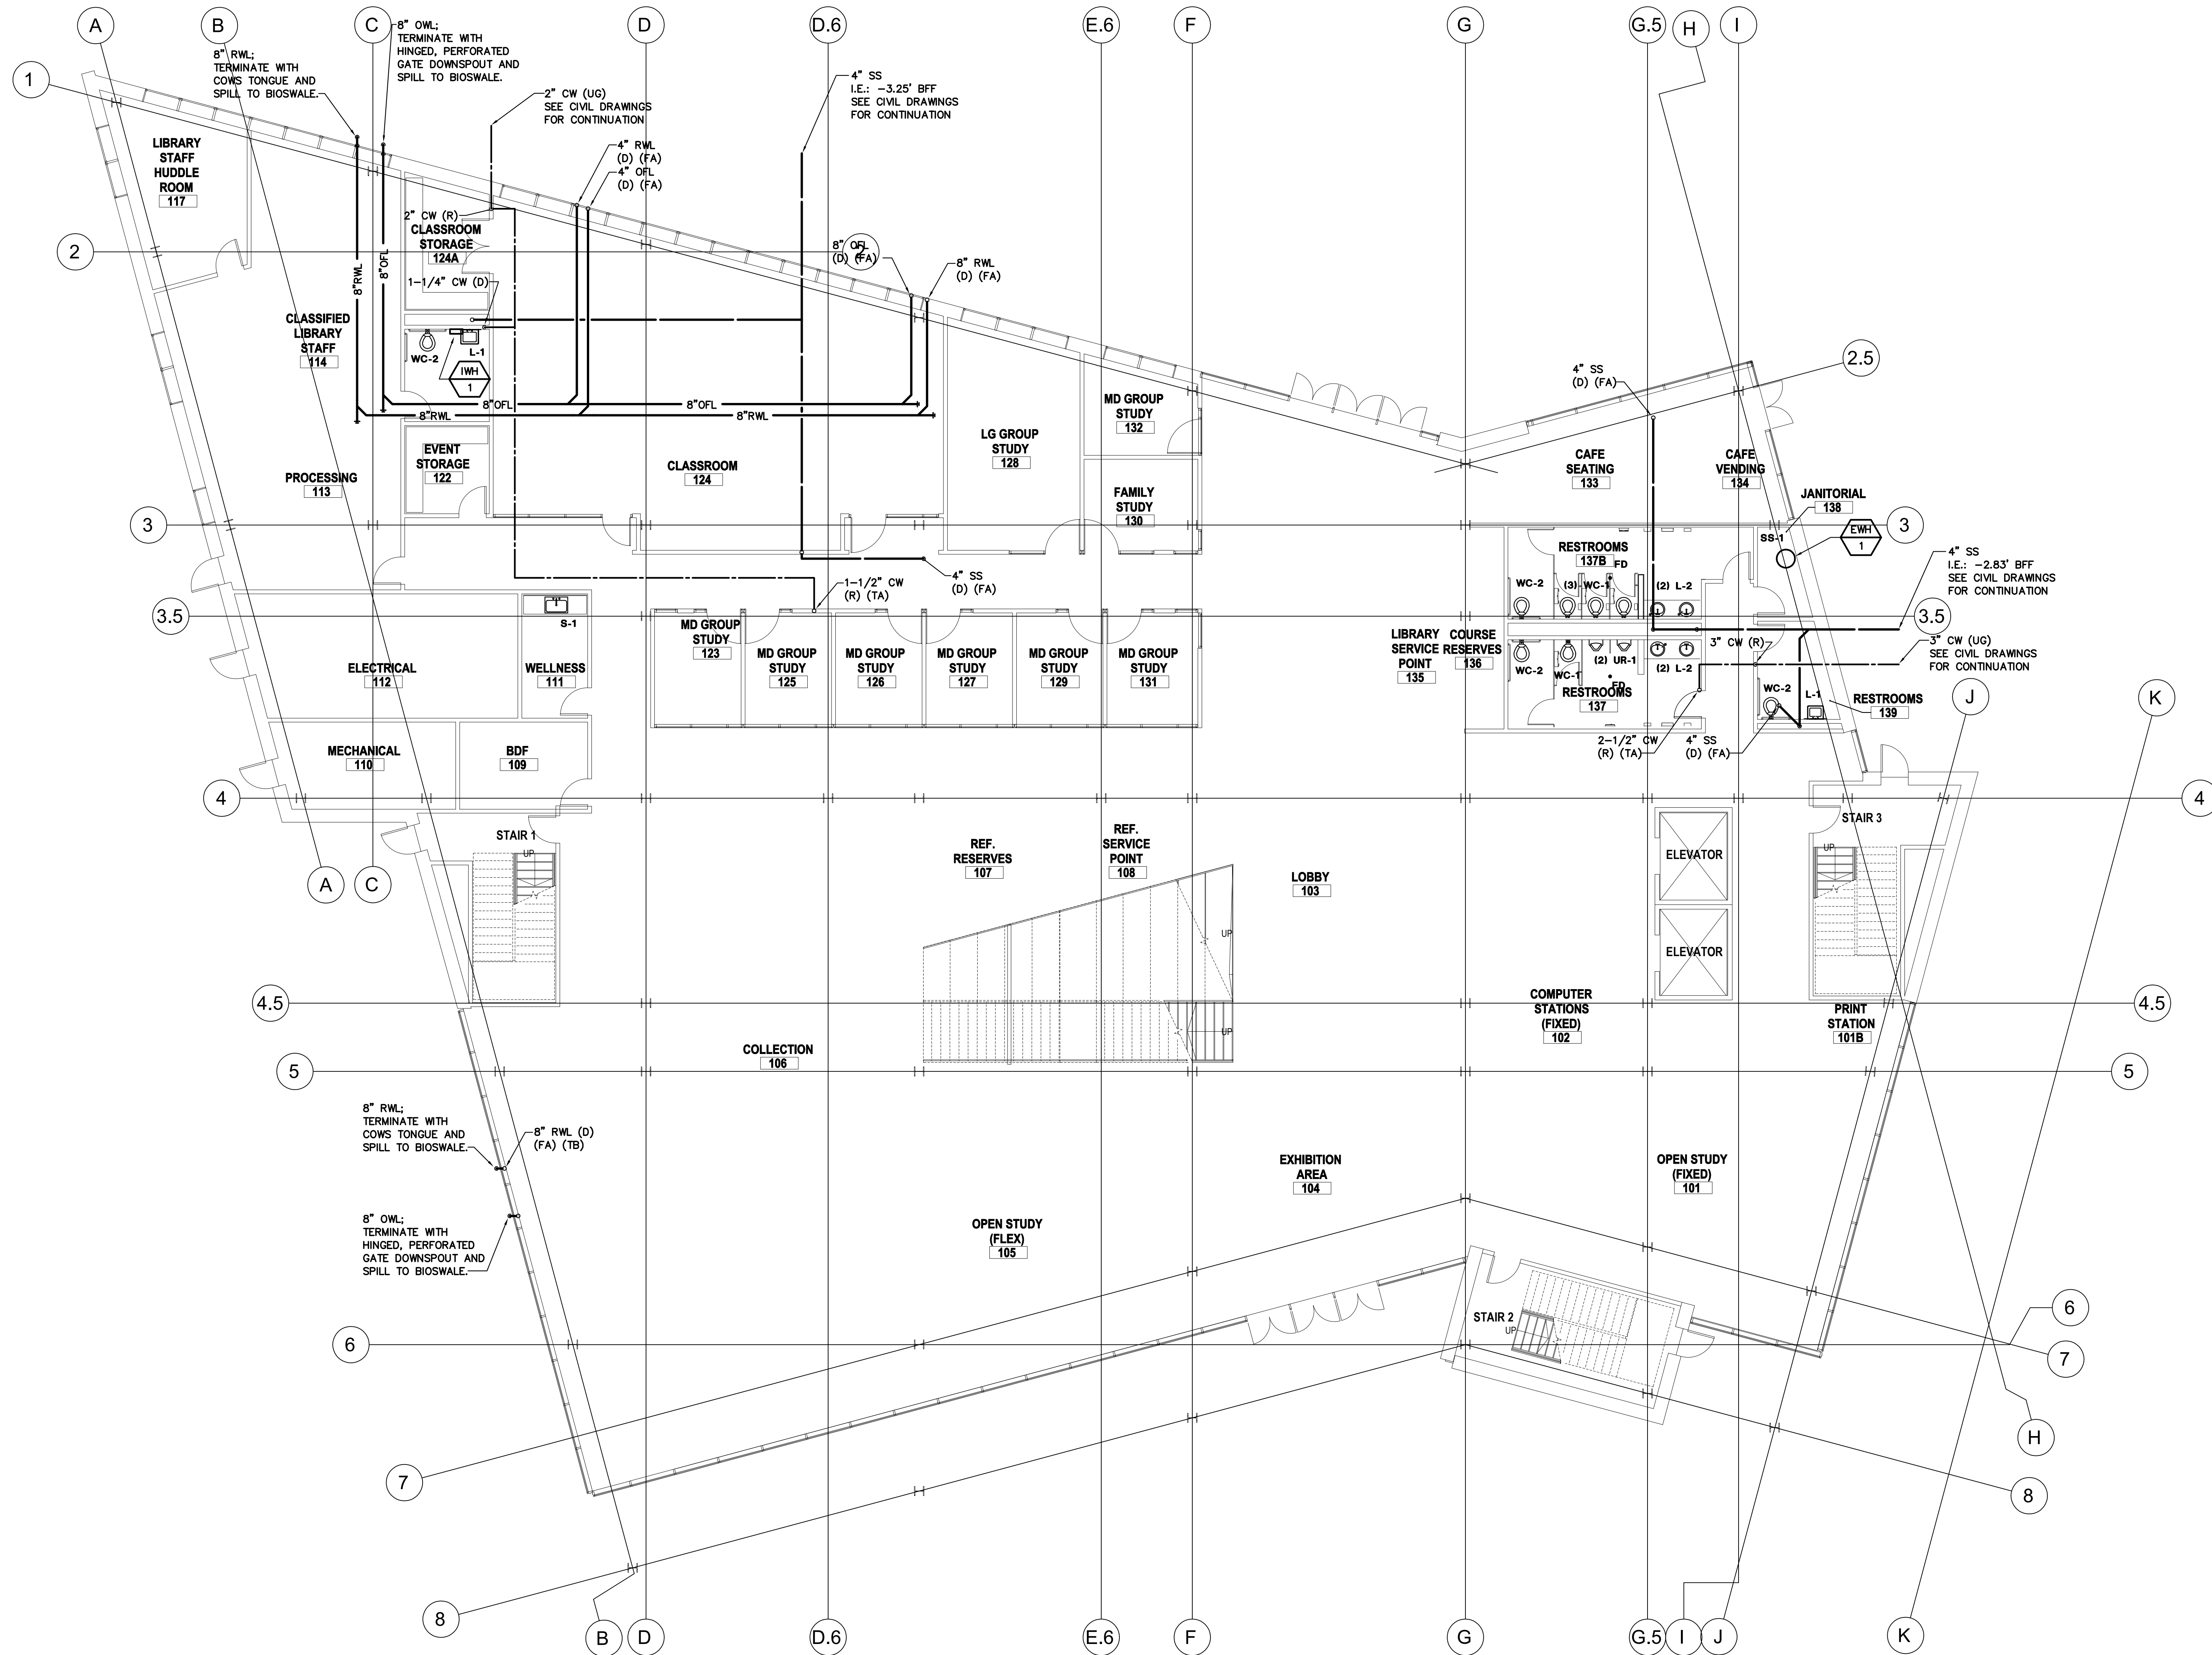 A
B
C
D
D.6
E.6
F
G
G.5
H
I
1
8" RWL;
TERMINATE WITH
COWS TONGUE AND
SPILL TO BIOSWALE.
8" OWL;
TERMINATE WITH
HINGED, PERFORATED
GATE DOWNSPOUT AND
SPILL TO BIOSWALE.
2" CW (UG)
SEE CIVIL DRAWINGS
FOR CONTINUATION
4" SS
I.E.: -3.25' BFF
SEE CIVIL DRAWINGS
FOR CONTINUATION
LIBRARY
STAFF
HUDDLE
ROOM
117
4" RWL
(D) (FA)
4" OFL
(D) (FA)
2" CW (R)
CLASSROOM
STORAGE
124A
2
8" OFL
(D) (FA)
2
8" RWL
(D) (FA)
8"RWL
8"OFL
1-1/4" CW (D)
CLASSIFIED
LIBRARY
STAFF
114
WC-2
L-1
IWH
1
8"OFL
8"OFL
8"RWL
8"RWL
2.5
4" SS
(D) (FA)
MD GROUP
STUDY
132
LG GROUP
STUDY
128
EVENT
STORAGE
122
CLASSROOM
124
PROCESSING
113
FAMILY
STUDY
130
CAFE
SEATING
133
CAFE
VENDING
134
JANITORIAL
138
3
3
SS-1
EWH
1
RESTROOMS
137B
FD
WC-2
(3) WC-1
(2) L-2
4" SS
I.E.: -2.83' BFF
SEE CIVIL DRAWINGS
FOR CONTINUATION
1-1/2" CW
(R) (TA)
4" SS
(D) (FA)
3.5
3.5
S-1
MD GROUP
STUDY
123
MD GROUP
STUDY
125
MD GROUP
STUDY
126
MD GROUP
STUDY
127
MD GROUP
STUDY
129
MD GROUP
STUDY
131
LIBRARY
SERVICE
POINT
135
COURSE
RESERVES
136
3" CW (R)
3" CW (UG)
SEE CIVIL DRAWINGS
FOR CONTINUATION
ELECTRICAL
112
WELLNESS
111
WC-2
WC-1
(2) UR-1
(2) L-2
FD
RESTROOMS
137
WC-2
L-1
RESTROOMS
139
J
K
MECHANICAL
110
BDF
109
2-1/2" CW
(R) (TA)
4" SS
(D) (FA)
4
4
STAIR 1
UP
REF.
RESERVES
107
REF.
SERVICE
POINT
108
LOBBY
103
ELEVATOR
STAIR 3
UP
A
C
UP
ELEVATOR
4.5
4.5
COMPUTER
STATIONS
(FIXED)
102
PRINT
STATION
101B
UP
COLLECTION
106
5
5
8" RWL;
TERMINATE WITH
COWS TONGUE AND
SPILL TO BIOSWALE.
8" RWL (D)
(FA) (TB)
EXHIBITION
AREA
104
OPEN STUDY
(FIXED)
101
8" OWL;
TERMINATE WITH
HINGED, PERFORATED
GATE DOWNSPOUT AND
SPILL TO BIOSWALE.
OPEN STUDY
(FLEX)
105
STAIR 2
UP
6
6
7
7
H
8
8
B
D
D.6
E.6
F
G
G.5
I
J
K